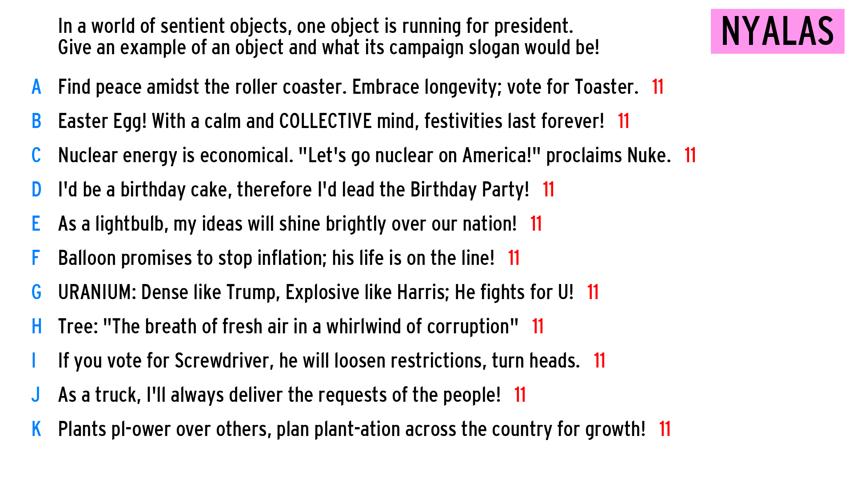 In a world of sentient objects, one object is running for president.
Give an example of an object and what its campaign slogan would be!
NYALAS
A Find peace amidst the roller coaster. Embrace longevity; vote for Toaster. 11
B Easter Egg! With a calm and COLLECTIVE mind, festivities last forever! 11
C Nuclear energy is economical. "Let's go nuclear on America!" proclaims Nuke. 11
D I'd be a birthday cake, therefore I'd lead the Birthday Party! 11
E As a lightbulb, my ideas will shine brightly over our nation! 11
F Balloon promises to stop inflation; his life is on the line! 11
G URANIUM: Dense like Trump, Explosive like Harris; He fights for U! 11
H Tree: "The breath of fresh air in a whirlwind of corruption" 11
I If you vote for Screwdriver, he will loosen restrictions, turn heads. 11
J As a truck, I'll always deliver the requests of the people! 11
K Plants pl-ower over others, plan plant-ation across the country for growth! 11